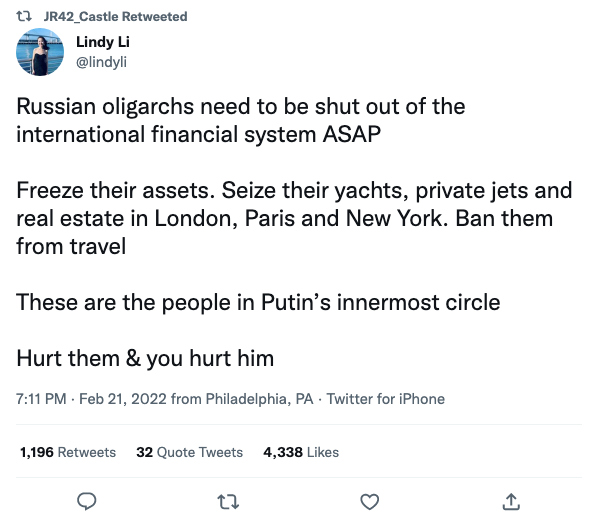 JR42_Castle Retweeted
Lindy Li
@lindyli
Russian oligarchs need to be shut out of the
international financial system ASAP
Freeze their assets. Seize their yachts, private jets and
real estate in London, Paris and New York. Ban them
from travel
These are the people in Putin’s innermost circle
Hurt them & you hurt him
7:11 PM · Feb 21, 2022 from Philadelphia, PA · Twitter for iPhone
1,196 Retweets 32 Quote Tweets 4,338 Likes